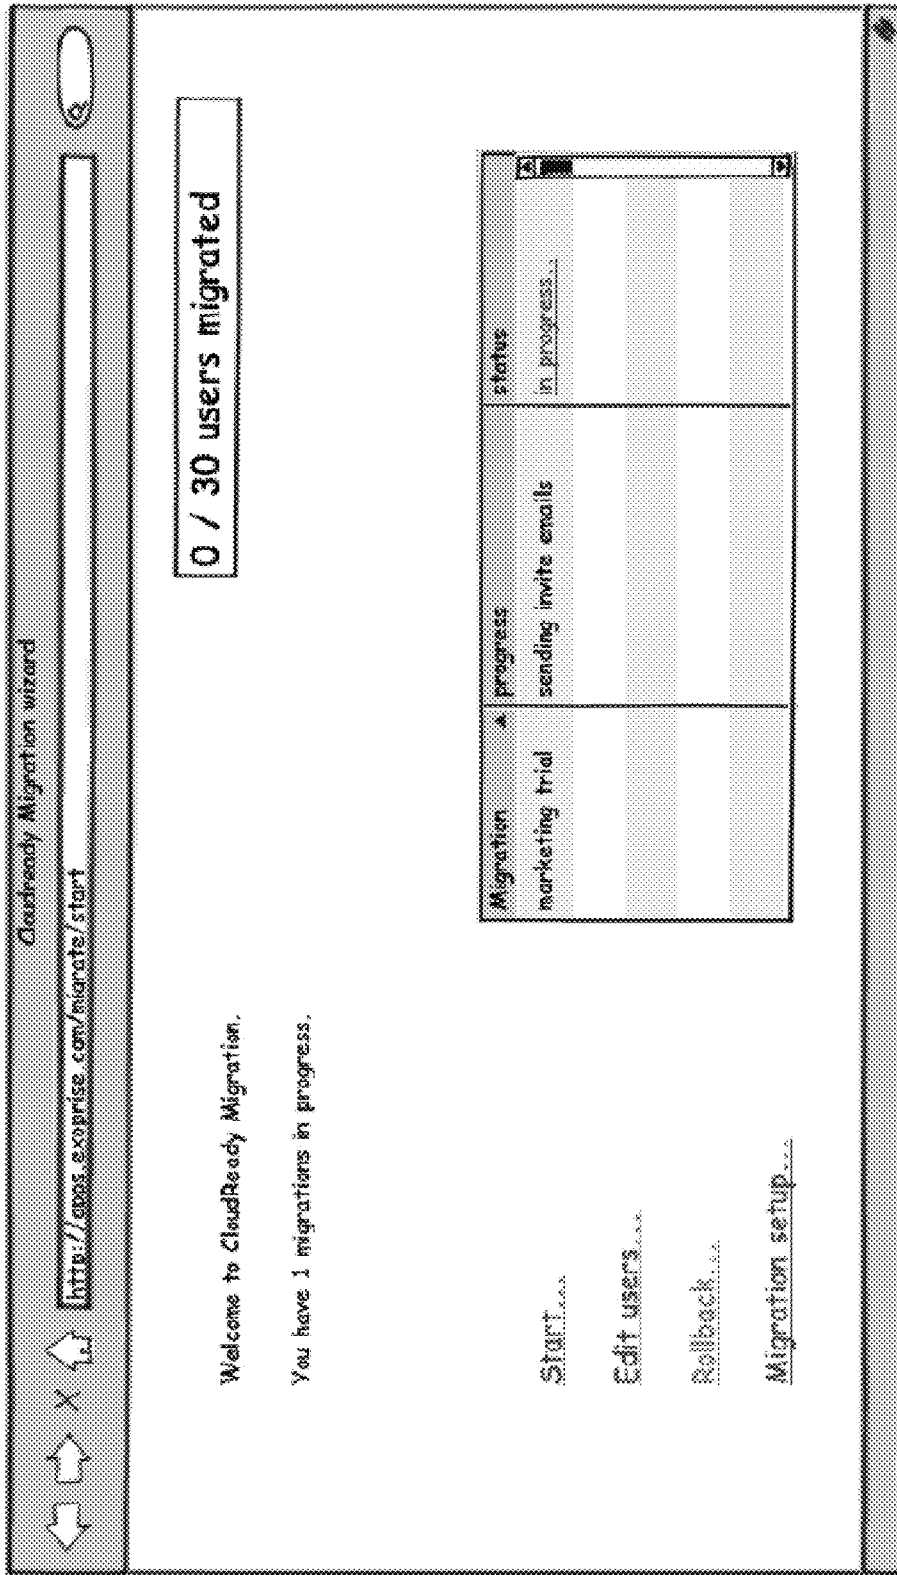 Cloudready Migration wizard
http://apps.exoprise.com/migrate/start
0 / 30 users migrated
Welcome to CloudReady Migration.
You have 1 migrations in progress.
Migration progress status
marketing trial sending invite emails in progress...
Start...
Edit users...
Rollback...
Migration setup...